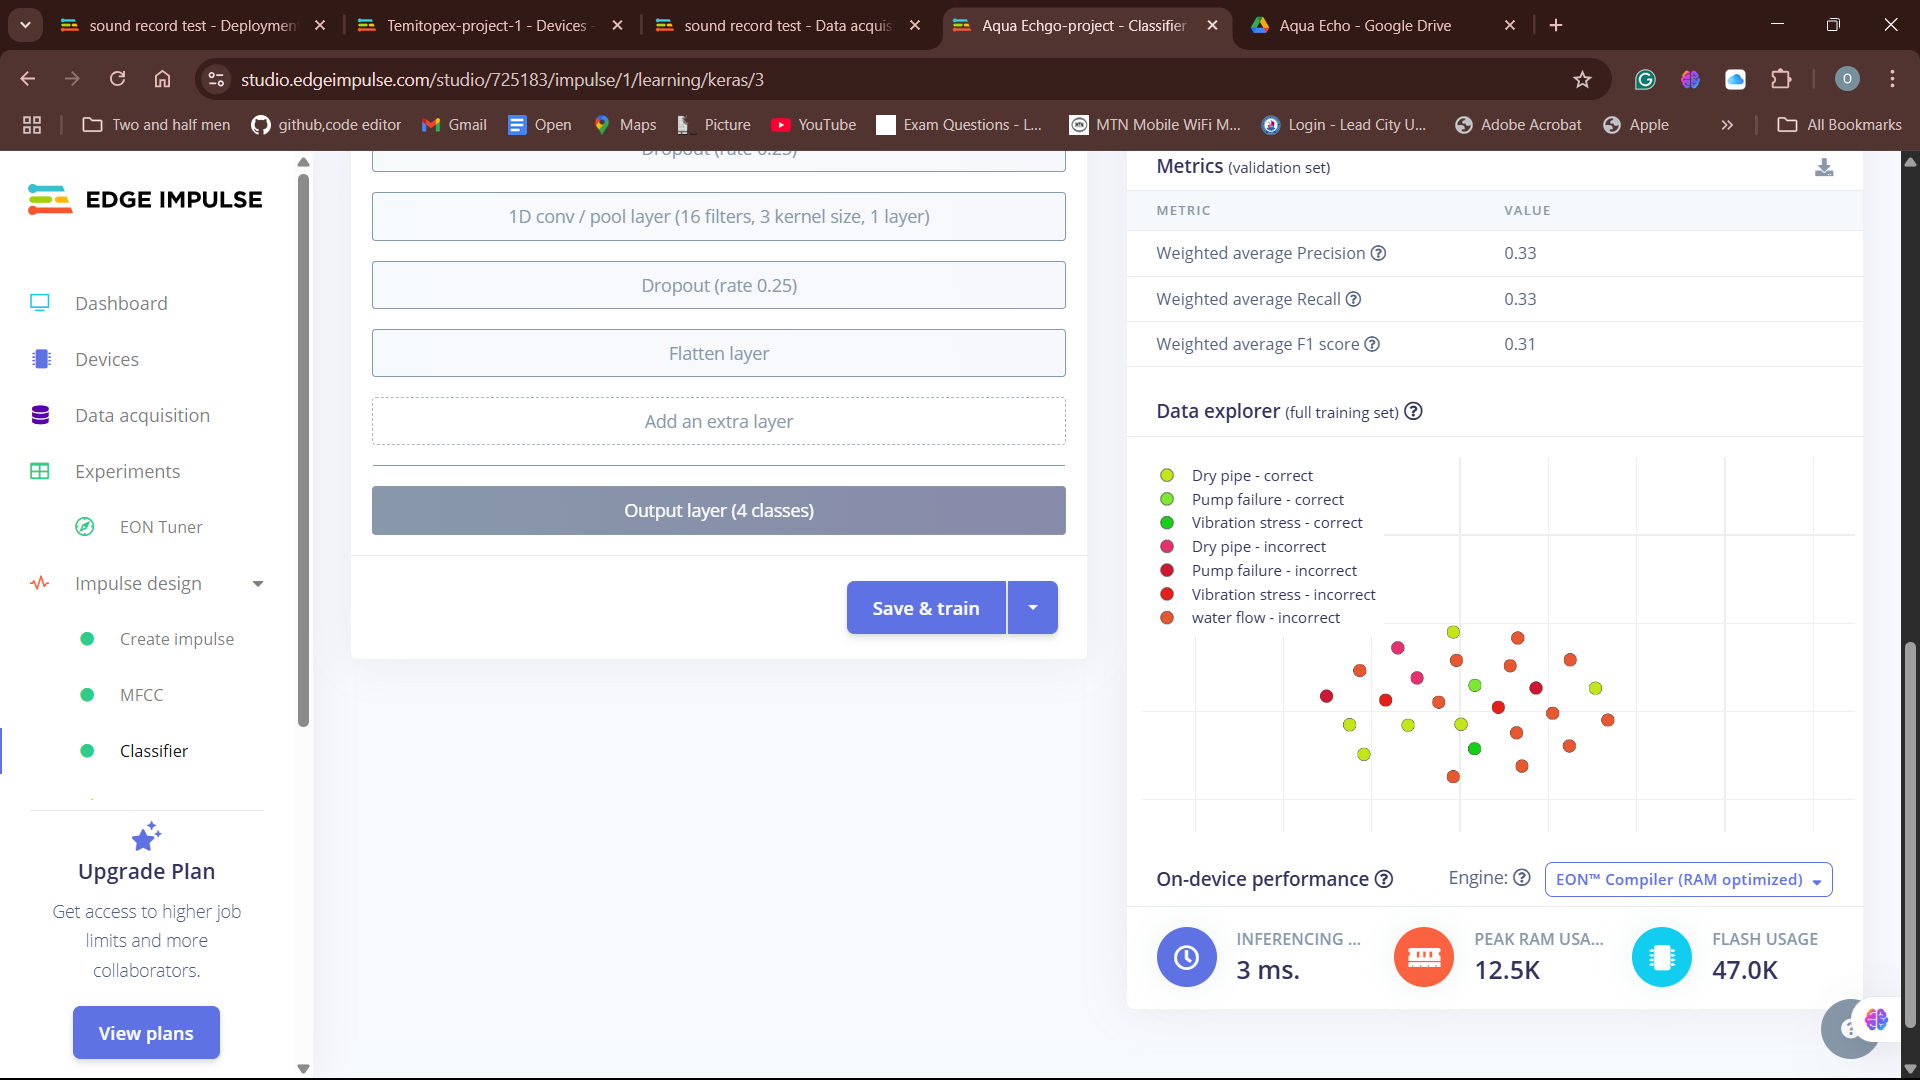 sound record test - Deploymen
Temitopex-project-1 - Devices -
sound record test - Data acquis
Aqua Echgo-project - Classifier
Aqua Echo - Google Drive
studio.edgeimpulse.com/studio/725183/impulse/1/learning/keras/3
O
Two and half men
github,code editor
Gmail
Open
Maps
Picture
YouTube
Exam Questions - L...
MTN Mobile WiFi M...
Login - Lead City U...
Adobe Acrobat
Apple
All Bookmarks
EDGE IMPULSE
Dashboard
Devices
Data acquisition
Experiments
EON Tuner
Impulse design
Create impulse
MFCC
Classifier
Upgrade Plan
Get access to higher job
limits and more
collaborators.
View plans
Dropout (rate 0.25)
1D conv / pool layer (16 filters, 3 kernel size, 1 layer)
Dropout (rate 0.25)
Flatten layer
Add an extra layer
Output layer (4 classes)
Save & train
Metrics (validation set)
METRIC VALUE
Weighted average Precision 0.33
Weighted average Recall 0.33
Weighted average F1 score 0.31
Data explorer (full training set)
Dry pipe - correct
Pump failure - correct
Vibration stress - correct
Dry pipe - incorrect
Pump failure - incorrect
Vibration stress - incorrect
water flow - incorrect
On-device performance
Engine:
EON™ Compiler (RAM optimized)
INFERENCING ...
3 ms.
PEAK RAM USA...
12.5K
FLASH USAGE
47.0K